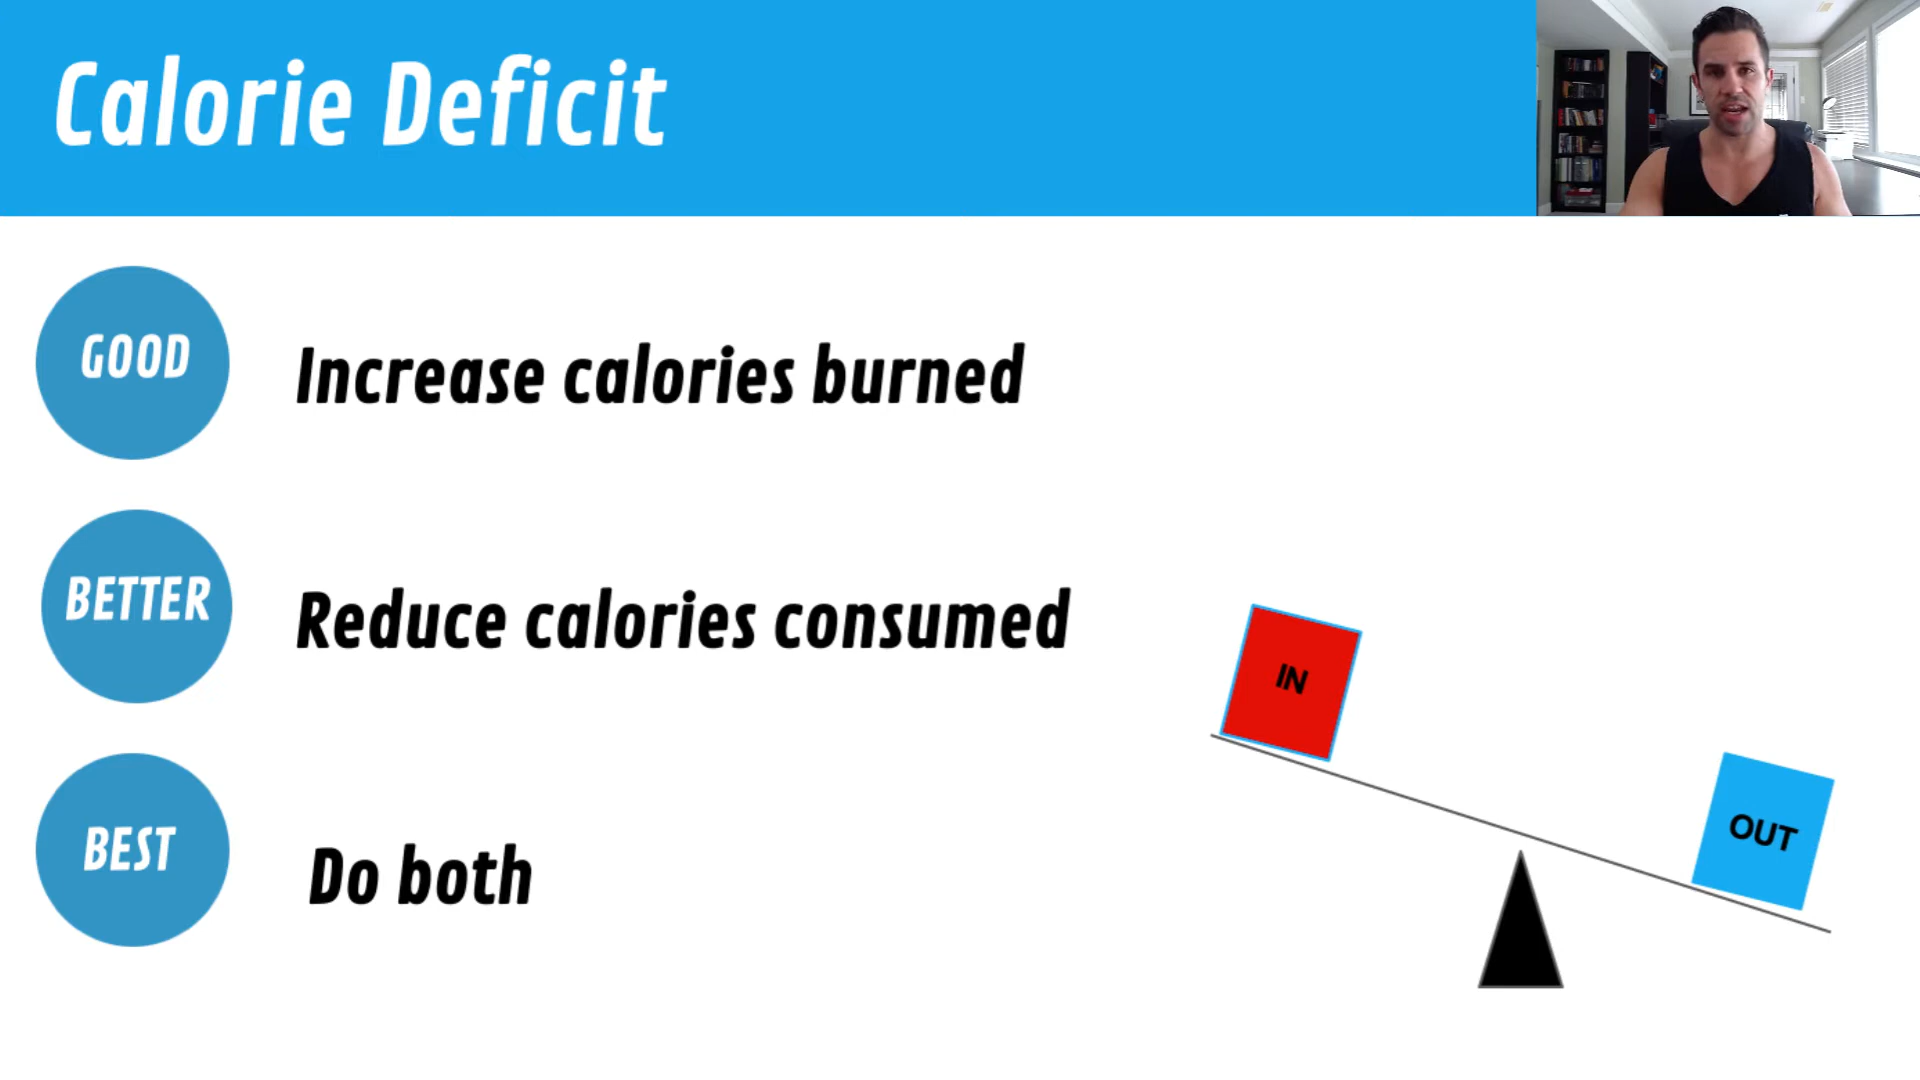 Calorie Deficit
GOOD
Increase calories burned
BETTER
Reduce calories consumed
BEST
Do both
IN
OUT